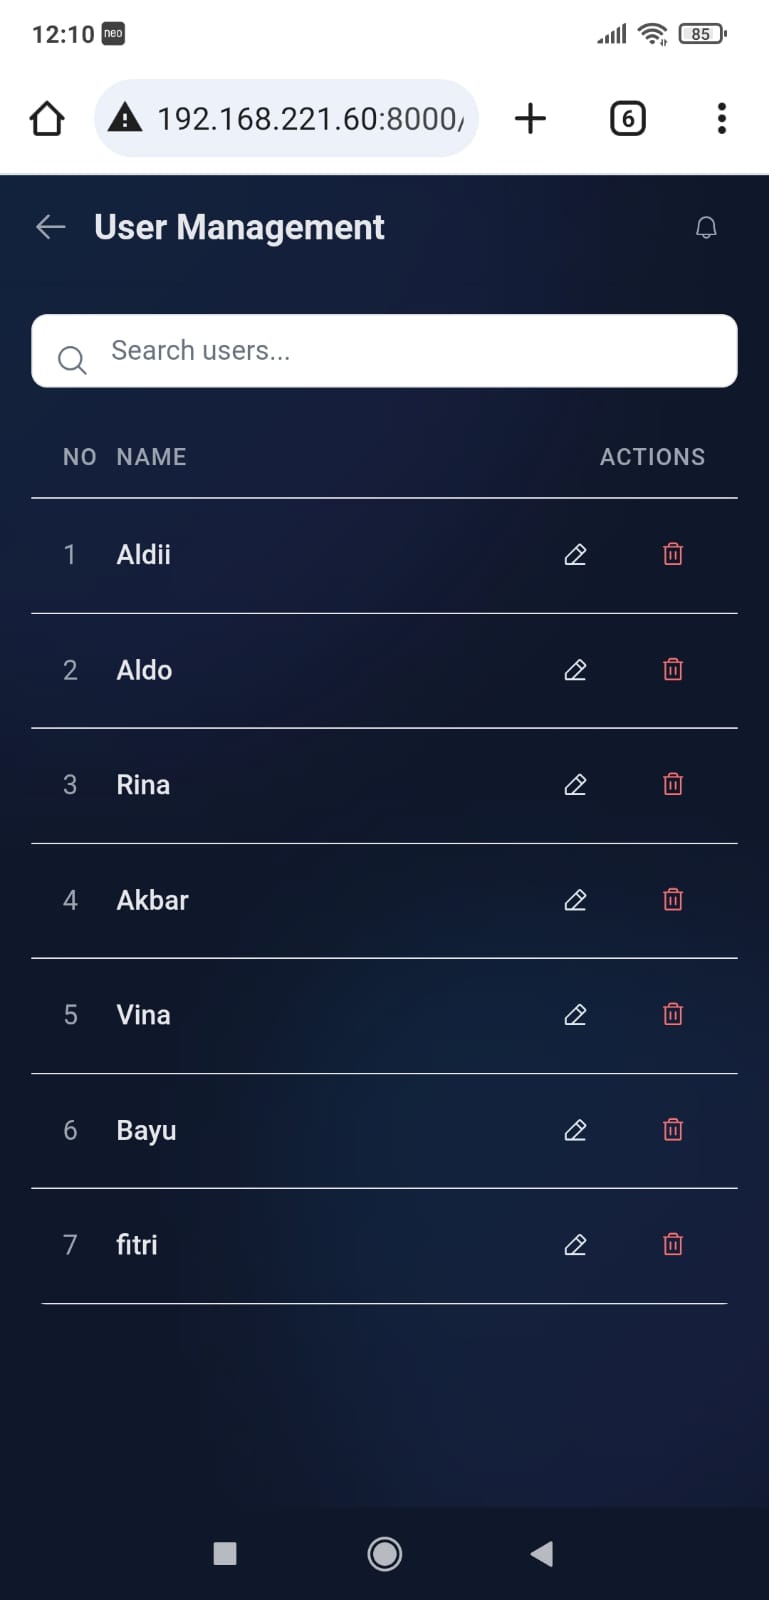 12:10 neo 85
192.168.221.60:8000/ 6
User Management
Search users...
NO NAME ACTIONS
1 Aldii
2 Aldo
3 Rina
4 Akbar
5 Vina
6 Bayu
7 fitri